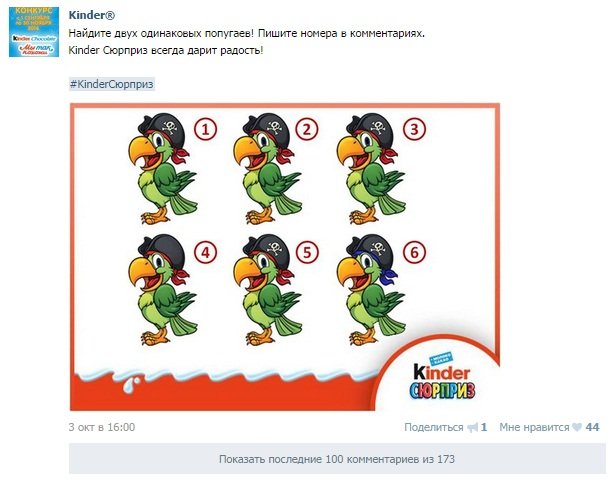 КОНКУРС
Kinder Chocolate
Kinder®
Найдите двух одинаковых попугаев! Пишите номера в комментариях.
Kinder Сюрприз всегда дарит радость!
#KinderСюрприз
1
2
3
4
5
6
Kinder
СЮРПРИЗ
3 окт в 16:00
Поделиться 1 Мне нравится 44
Показать последние 100 комментариев из 173